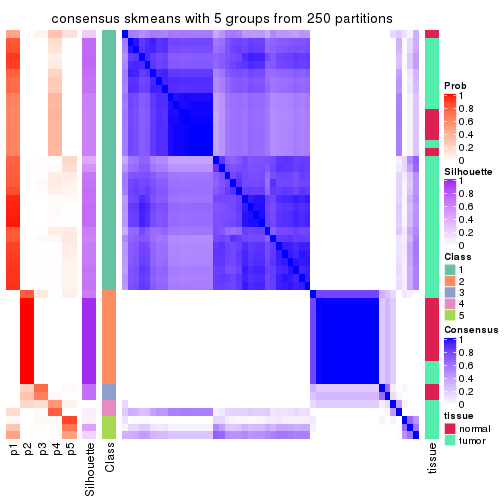 consensus skmeans with 5 groups from 250 partitions
Prob
1
0.8
0.6
0.4
0.2
0
Silhouette
1
0.8
0.6
0.4
0.2
0
Class
1
2
3
4
5
Consensus
1
0.8
0.6
0.4
0.2
0
tissue
normal
tumor
p1
p2
p3
p4
p5
Silhouette
Class
tissue